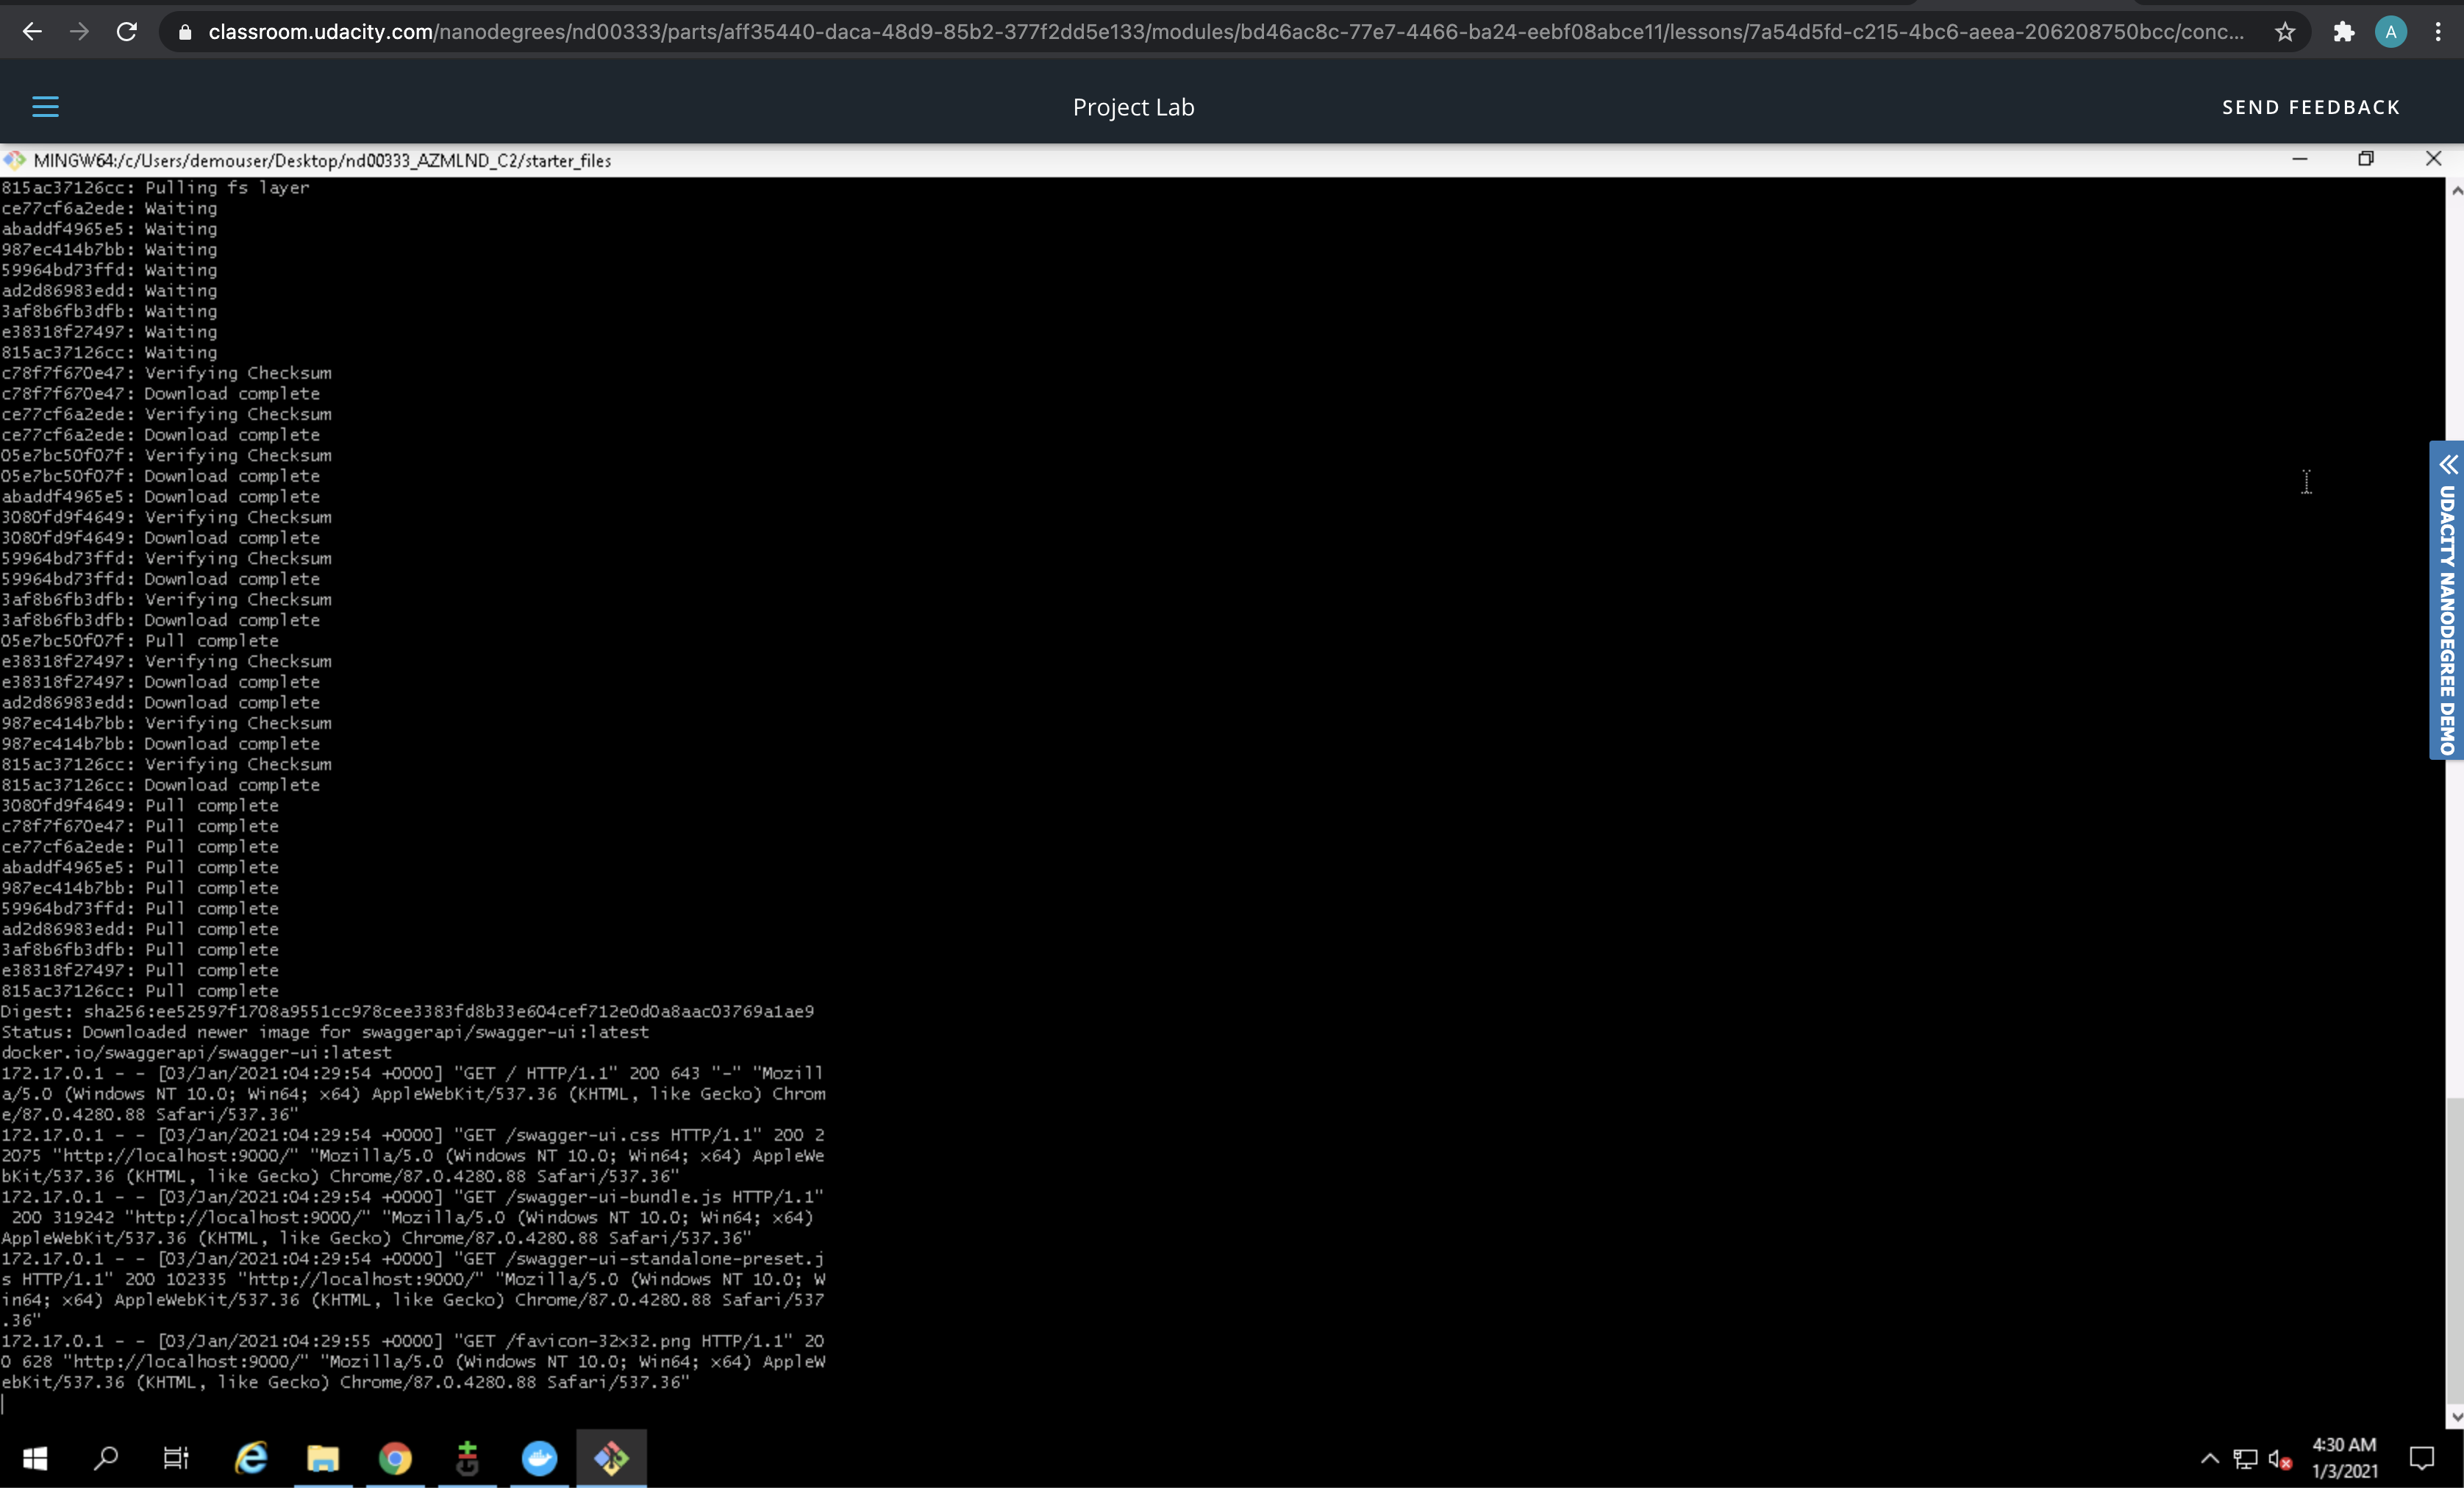 classroom.udacity.com/nanodegrees/nd00333/parts/aff35440-daca-48d9-85b2-377f2dd5e133/modules/bd46ac8c-77e7-4466-ba24-eebf08abce11/lessons/7a54d5fd-c215-4bc6-aeea-206208750bcc/conc...
A
Project Lab
SEND FEEDBACK
MINGW64:/c/Users/demouser/Desktop/nd00333_AZMLND_C2/starter_files
815ac37126cc: Pulling fs layer
ce77cf6a2ede: Waiting
abaddf4965e5: Waiting
987ec414b7bb: Waiting
59964bd73ffd: Waiting
ad2d86983edd: Waiting
3af8b6fb3dfb: Waiting
e38318f27497: Waiting
815ac37126cc: Waiting
c78f7f670e47: Verifying Checksum
c78f7f670e47: Download complete
ce77cf6a2ede: Verifying Checksum
ce77cf6a2ede: Download complete
05e7bc50f07f: Verifying Checksum
05e7bc50f07f: Download complete
abaddf4965e5: Download complete
3080fd9f4649: Verifying Checksum
3080fd9f4649: Download complete
59964bd73ffd: Verifying Checksum
59964bd73ffd: Download complete
3af8b6fb3dfb: Verifying Checksum
3af8b6fb3dfb: Download complete
05e7bc50f07f: Pull complete
e38318f27497: Verifying Checksum
e38318f27497: Download complete
ad2d86983edd: Download complete
987ec414b7bb: Verifying Checksum
987ec414b7bb: Download complete
815ac37126cc: Verifying Checksum
815ac37126cc: Download complete
3080fd9f4649: Pull complete
c78f7f670e47: Pull complete
ce77cf6a2ede: Pull complete
abaddf4965e5: Pull complete
987ec414b7bb: Pull complete
59964bd73ffd: Pull complete
ad2d86983edd: Pull complete
3af8b6fb3dfb: Pull complete
e38318f27497: Pull complete
815ac37126cc: Pull complete
Digest: sha256:ee52597f1708a9551cc978cee3383fd8b33e604cef712e0d0a8aac03769a1ae9
Status: Downloaded newer image for swaggerapi/swagger-ui:latest
docker.io/swaggerapi/swagger-ui:latest
172.17.0.1 - - [03/Jan/2021:04:29:54 +0000] "GET / HTTP/1.1" 200 643 "-" "Mozill
a/5.0 (Windows NT 10.0; Win64; x64) AppleWebKit/537.36 (KHTML, like Gecko) Chrom
e/87.0.4280.88 Safari/537.36"
172.17.0.1 - - [03/Jan/2021:04:29:54 +0000] "GET /swagger-ui.css HTTP/1.1" 200 2
2075 "http://localhost:9000/" "Mozilla/5.0 (Windows NT 10.0; Win64; x64) AppleWe
bKit/537.36 (KHTML, like Gecko) Chrome/87.0.4280.88 Safari/537.36"
172.17.0.1 - - [03/Jan/2021:04:29:54 +0000] "GET /swagger-ui-bundle.js HTTP/1.1"
 200 319242 "http://localhost:9000/" "Mozilla/5.0 (Windows NT 10.0; Win64; x64)
AppleWebKit/537.36 (KHTML, like Gecko) Chrome/87.0.4280.88 Safari/537.36"
172.17.0.1 - - [03/Jan/2021:04:29:54 +0000] "GET /swagger-ui-standalone-preset.j
s HTTP/1.1" 200 102335 "http://localhost:9000/" "Mozilla/5.0 (Windows NT 10.0; W
in64; x64) AppleWebKit/537.36 (KHTML, like Gecko) Chrome/87.0.4280.88 Safari/537
.36"
172.17.0.1 - - [03/Jan/2021:04:29:55 +0000] "GET /favicon-32x32.png HTTP/1.1" 20
0 628 "http://localhost:9000/" "Mozilla/5.0 (Windows NT 10.0; Win64; x64) AppleW
ebKit/537.36 (KHTML, like Gecko) Chrome/87.0.4280.88 Safari/537.36"
UDACITY NANODEGREE DEMO
4:30 AM
1/3/2021